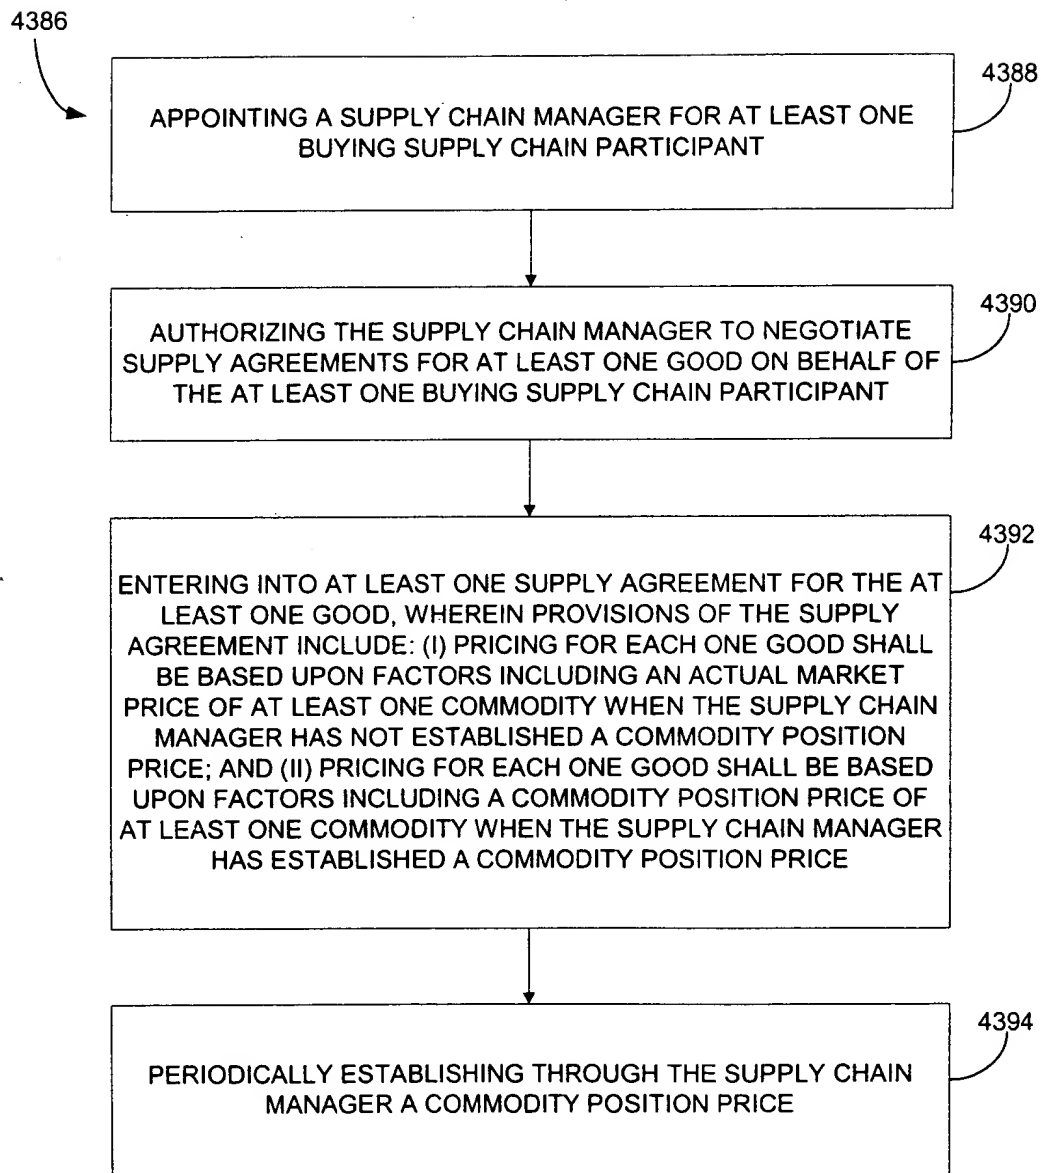 4386
4388
APPOINTING A SUPPLY CHAIN MANAGER FOR AT LEAST ONE
BUYING SUPPLY CHAIN PARTICIPANT
4390
AUTHORIZING THE SUPPLY CHAIN MANAGER TO NEGOTIATE
SUPPLY AGREEMENTS FOR AT LEAST ONE GOOD ON BEHALF OF
THE AT LEAST ONE BUYING SUPPLY CHAIN PARTICIPANT
4392
ENTERING INTO AT LEAST ONE SUPPLY AGREEMENT FOR THE AT
LEAST ONE GOOD, WHEREIN PROVISIONS OF THE SUPPLY
AGREEMENT INCLUDE: (I) PRICING FOR EACH ONE GOOD SHALL
BE BASED UPON FACTORS INCLUDING AN ACTUAL MARKET
PRICE OF AT LEAST ONE COMMODITY WHEN THE SUPPLY CHAIN
MANAGER HAS NOT ESTABLISHED A COMMODITY POSITION
PRICE; AND (II) PRICING FOR EACH ONE GOOD SHALL BE BASED
UPON FACTORS INCLUDING A COMMODITY POSITION PRICE OF
AT LEAST ONE COMMODITY WHEN THE SUPPLY CHAIN MANAGER
HAS ESTABLISHED A COMMODITY POSITION PRICE
4394
PERIODICALLY ESTABLISHING THROUGH THE SUPPLY CHAIN
MANAGER A COMMODITY POSITION PRICE